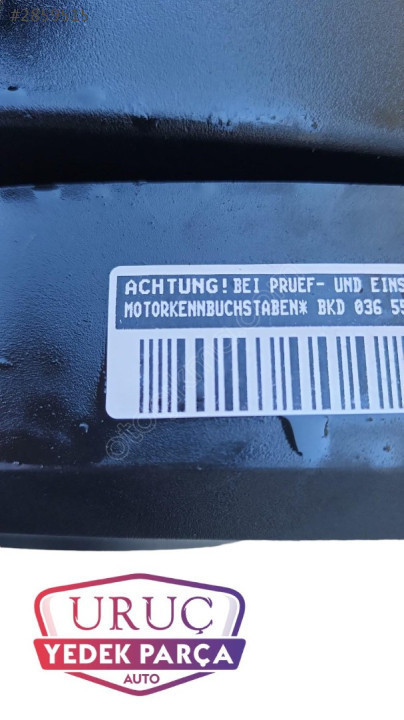 ACHTUNG! BEI PRUEF- UND EINS
MOTORKENNBUCHSTABEN* BKD 036 55
URUÇ
YEDEK PARÇA
AUTO